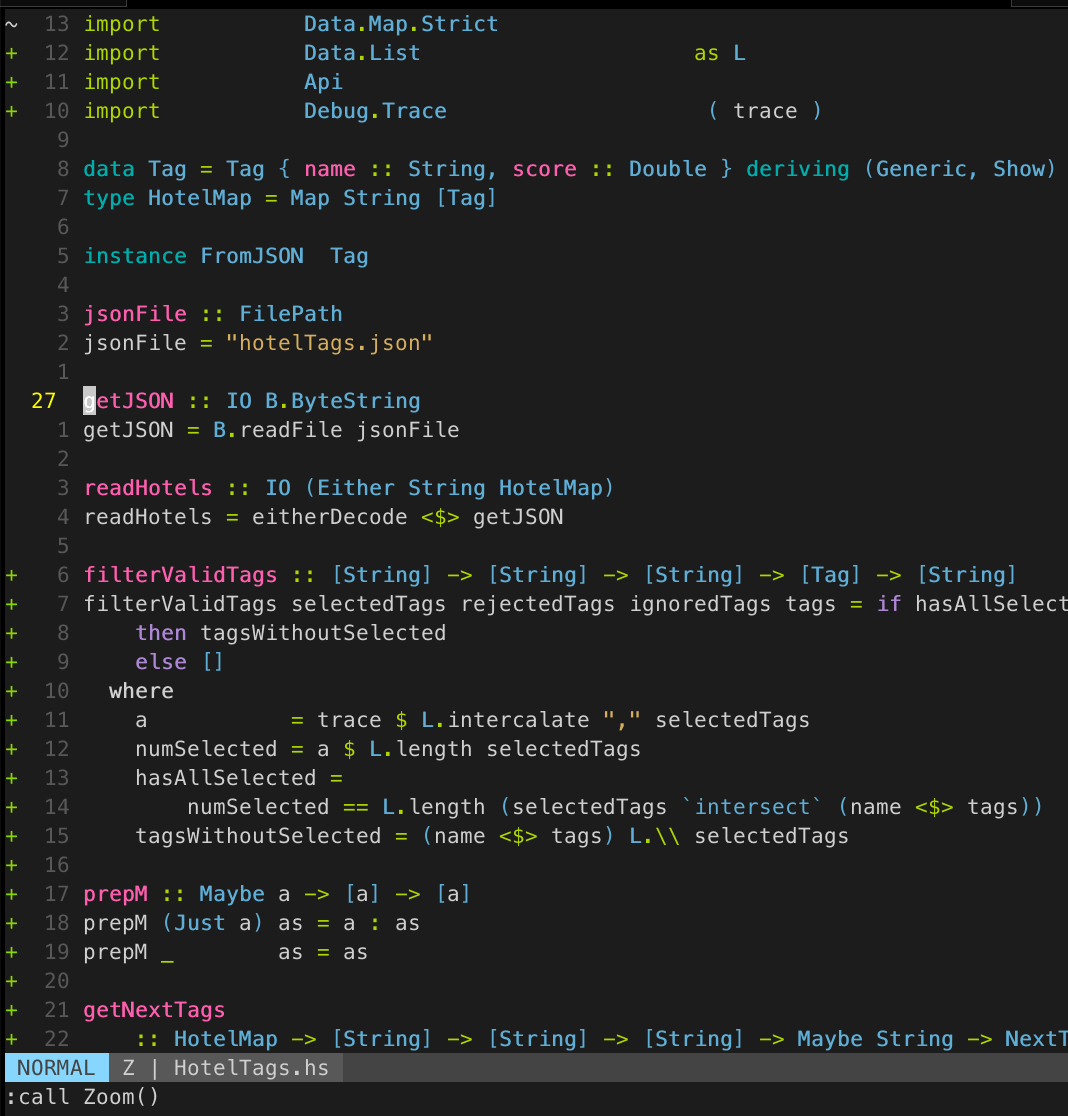 ~ 13 import           Data.Map.Strict
+ 12 import           Data.List                     as L
+ 11 import           Api
+ 10 import           Debug.Trace                    ( trace )
9
8 data Tag = Tag { name :: String, score :: Double } deriving (Generic, Show)
7 type HotelMap = Map String [Tag]
6
5 instance FromJSON  Tag
4
3 jsonFile :: FilePath
2 jsonFile = "hotelTags.json"
1
27 getJSON :: IO B.ByteString
1 getJSON = B.readFile jsonFile
2
3 readHotels :: IO (Either String HotelMap)
4 readHotels = eitherDecode <$> getJSON
5
+ 6 filterValidTags :: [String] -> [String] -> [String] -> [Tag] -> [String]
+ 7 filterValidTags selectedTags rejectedTags ignoredTags tags = if hasAllSelect
+ 8     then tagsWithoutSelected
+ 9     else []
+ 10   where
+ 11     a           = trace $ L.intercalate "," selectedTags
+ 12     numSelected = a $ L.length selectedTags
+ 13     hasAllSelected =
+ 14         numSelected == L.length (selectedTags `intersect` (name <$> tags))
+ 15     tagsWithoutSelected = (name <$> tags) L.\\ selectedTags
+ 16
+ 17 prepM :: Maybe a -> [a] -> [a]
+ 18 prepM (Just a) as = a : as
+ 19 prepM _        as = as
+ 20
+ 21 getNextTags
+ 22     :: HotelMap -> [String] -> [String] -> [String] -> Maybe String -> NextT
NORMAL Z | HotelTags.hs
:call Zoom()